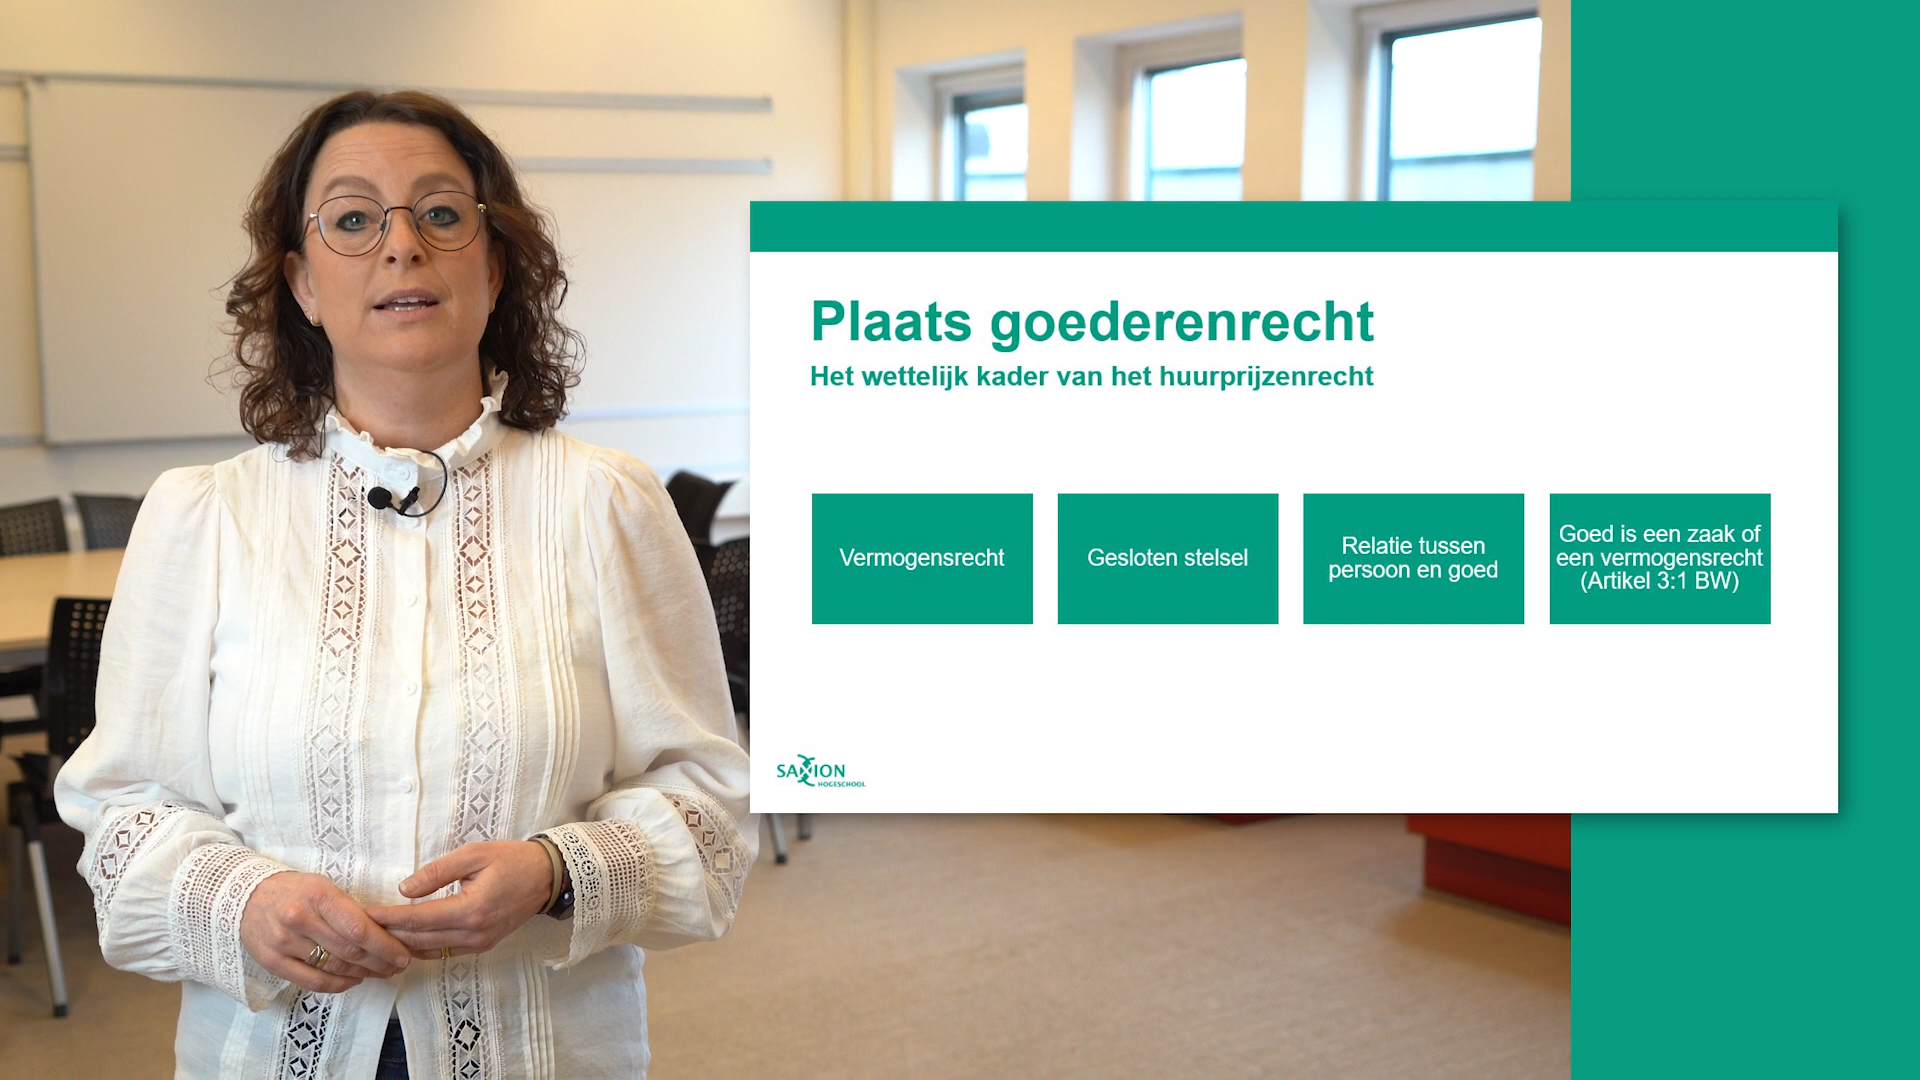 Plaats goederenrecht
Het wettelijk kader van het huurprijzenrecht
Vermogensrecht
Gesloten stelsel
Relatie tussen
persoon en goed
Goed is een zaak of
een vermogensrecht
(Artikel 3:1 BW)
SAXION
HOGESCHOOL